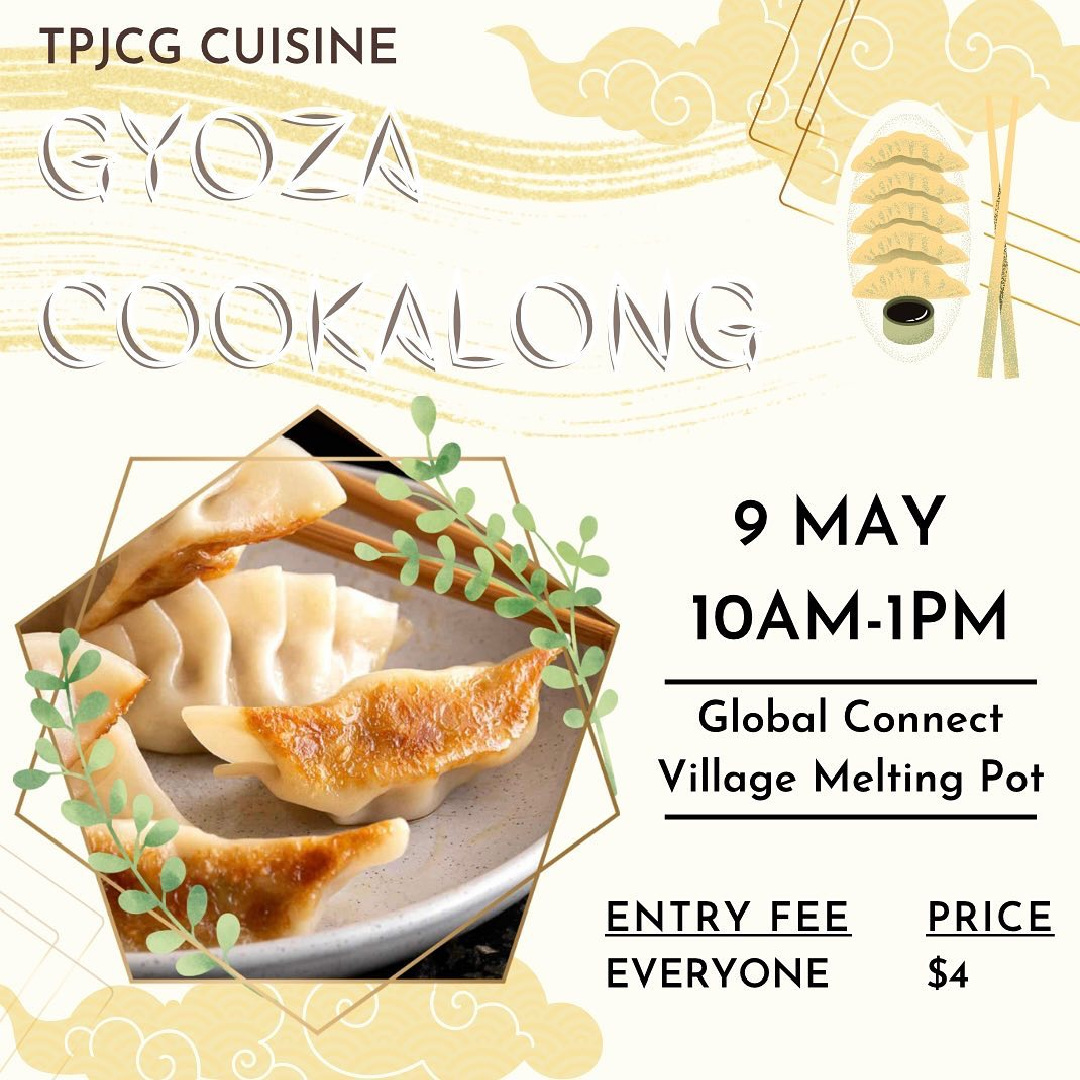 TPJCG CUISINE
GYOZA
COOKALONG
9 MAY
10AM-1PM
Global Connect
Village Melting Pot
ENTRY FEE PRICE
EVERYONE $4